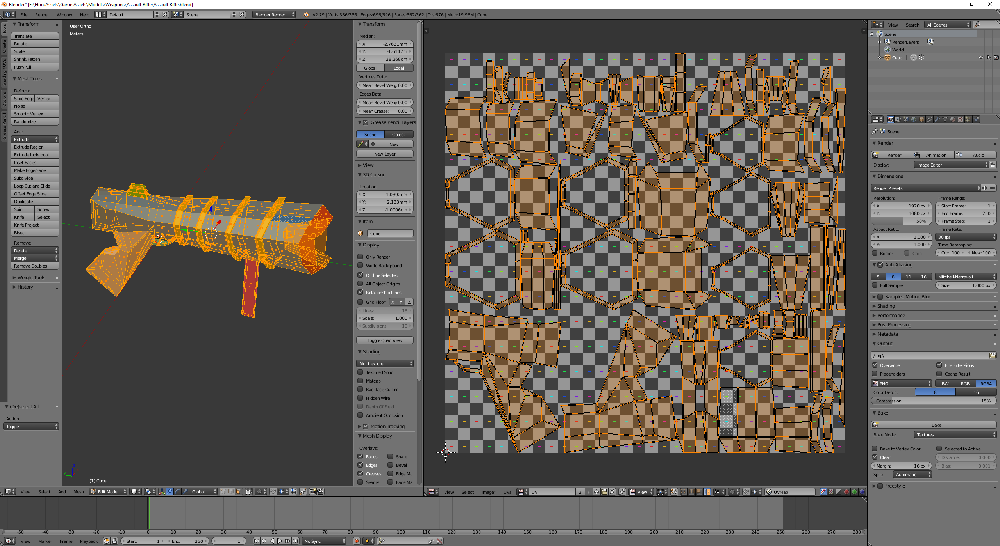 Blender* [E:\HoruAssets\Game Assets\Models\Weapons\Assault Rifle\Assault Rifle.blend]
File Render Window Help Default Scene Blender Render v2.79 | Verts:336/336 | Edges:696/696 | Faces:362/362 | Tris:676 | Mem:19.96M | Cube
Tools
Create
Shading / UVs
Options
Grease Pencil
Transform
Translate
Rotate
Scale
Shrink/Fatten
Push/Pull
Mesh Tools
Deform:
Slide Edge Vertex
Noise
Smooth Vertex
Randomize
Add:
Extrude
Extrude Region
Extrude Individual
Inset Faces
Make Edge/Face
Subdivide
Loop Cut and Slide
Offset Edge Slide
Duplicate
Spin Screw
Knife Select
Knife Project
Bisect
Remove:
Delete
Merge
Remove Doubles
Weight Tools
History
(De)select All
Action
Toggle
User Ortho
Meters
(1) Cube
Transform
Median:
X: -2.7621mm
Y: -1.6147m
Z: 38.268cm
Global Local
Vertices Data:
Mean Bevel Weig: 0.00
Edges Data:
Mean Bevel Weig: 0.00
Mean Crease: 0.00
Grease Pencil Layers
Scene Object
New
New Layer
View
3D Cursor
Location:
X: 1.0392cm
Y: 2.133mm
Z: -1.0006cm
Item
Cube
Display
Only Render
World Background
Outline Selected
All Object Origins
Relationship Lines
Grid Floor X Y Z
Lines: 16
Scale: 1.000
Subdivisions: 10
Toggle Quad View
Shading
Multitexture
Textured Solid
Matcap
Backface Culling
Hidden Wire
Depth Of Field
Ambient Occlusion
Motion Tracking
Mesh Display
Overlays:
Faces Sharp
Edges Bevel
Creases Edge Ma
Seams Face Ma
View Select Add Mesh Edit Mode Global
View Select Image* UVs UV 2 F View UVMap
View Search All Scenes
Scene
RenderLayers |
World
Cube |
Scene
Render
Render Animation Audio
Display: Image Editor
Dimensions
Render Presets
Resolution: Frame Range:
X: 1920 px Start Frame: 1
Y: 1080 px End Frame: 250
50% Frame Step: 1
Aspect Ratio: Frame Rate:
X: 1.000 30 fps
Y: 1.000 Time Remapping:
Border Crop Old: 100 New:100
Anti-Aliasing
5 8 11 16 Mitchell-Netravali
Full Sample Size: 1.000 px
Sampled Motion Blur
Shading
Performance
Post Processing
Metadata
Output
/tmp\
Overwrite File Extensions
Placeholders Cache Result
PNG BW RGB RGBA
Color Depth: 8 16
Compression: 15%
Bake
Bake
Bake Mode: Textures
Bake to Vertex Color Selected to Active
Clear Distance: 0.000
Margin: 16 px Bias: 0.001
Split: Automatic
Freestyle
-50 -40 -30 -20 -10 0 10 20 30 40 50 60 70 80 90 100 110 120 130 140 150 160 170 180 190 200 210 220 230 240 250 260 270 280
View Marker Frame Playback Start: 1 End: 250 1 No Sync